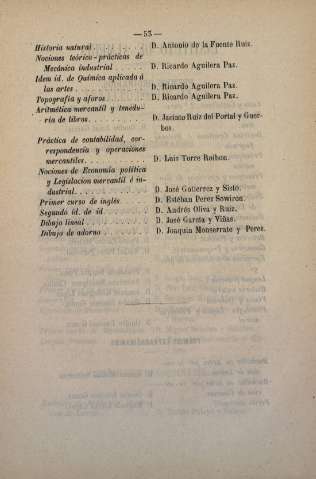 — 53 —
Historia natural . . . . . . . D. Antonio de la Fuente Ruiz.
Nociones teórico-prácticas de
Mecánica industrial . . . . . D. Ricardo Aguilera Paz.
Idem id. de Química aplicada á
las artes . . . . . . . . . . D. Ricardo Aguilera Paz.
Topografía y aforos . . . . . . D. Ricardo Aguilera Paz.
Aritmética mercantil y teneduría
ria de libros. . . . . . . . . D. Jacinto Ruiz del Portal y Guer-
bos.
Práctica de contabilidad, cor-
respondencia y operaciones
mercantiles. . . . . . . . . . D. Luis Torre Roibon.
Nociones de Economía política
y Legislacion mercantil é in-
dustrial. . . . . . . . . . . . D. José Gutierrez y Sisto.
Primer curso de inglés. . . . . D. Estéban Perez Sowiron.
Segundo id. de id. . . . . . . . D. Andrés Oliva y Ruiz.
Dibujo lineal . . . . . . . . . . D. José García y Viñas.
Dibujo de adorno . . . . . . . . D. Joaquin Monserrate y Perez.